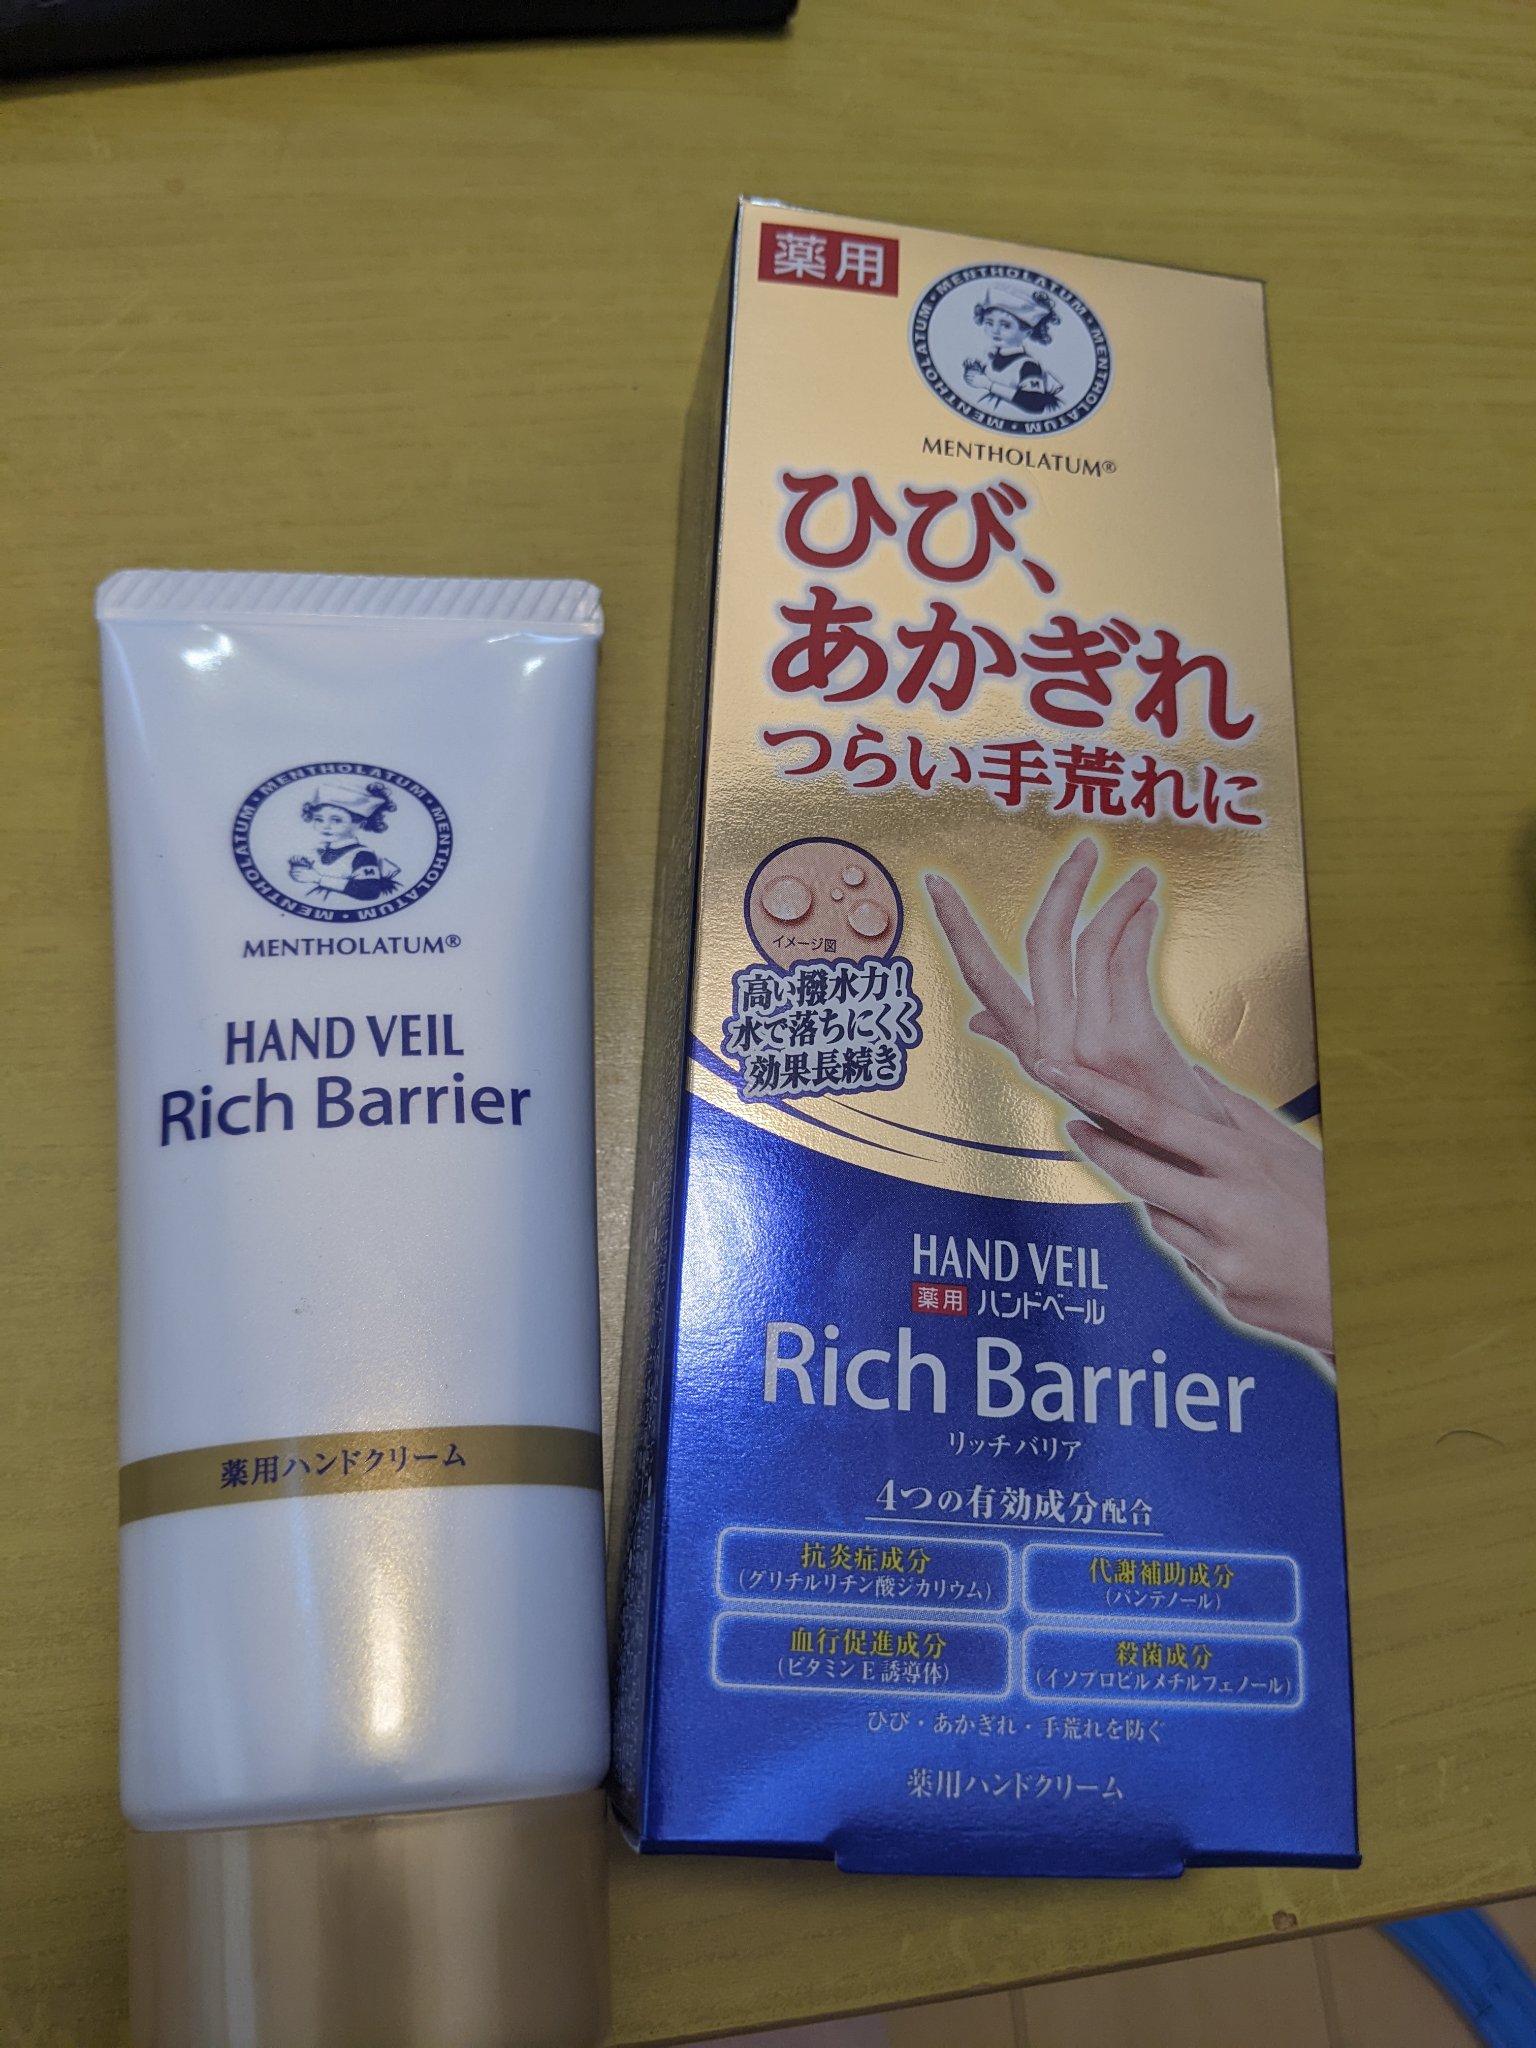 MENTHOLATUM · MENTHOLATUM · MENTHOLATUM
MENTHOLATUM®
HAND VEIL
Rich Barrier
薬用ハンドクリーム
薬用
MENTHOLATUM · MENTHOLATUM · MENTHOLATUM
MENTHOLATUM®
ひび、
あかぎれ
つらい手荒れに
イメージ図
高い撥水力!
水で落ちにくく
効果長続き
HAND VEIL
薬用 ハンドベール
Rich Barrier
リッチバリア
4つの有効成分配合
抗炎症成分
(グリチルリチン酸ジカリウム)
代謝補助成分
(パンテノール)
血行促進成分
(ビタミンE誘導体)
殺菌成分
(イソプロピルメチルフェノール)
ひび・あかぎれ・手荒れを防ぐ
薬用ハンドクリーム